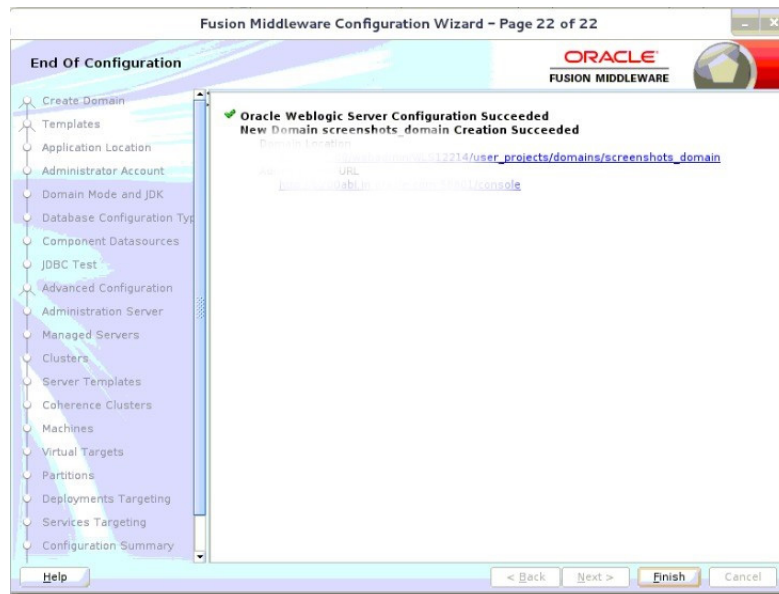 Fusion Middleware Configuration Wizard – Page 22 of 22
End Of Configuration
ORACLE
FUSION MIDDLEWARE
Create Domain
Templates
Application Location
Administrator Account
Domain Mode and JDK
Database Configuration Typ
Component Datasources
JDBC Test
Advanced Configuration
Administration Server
Managed Servers
Clusters
Server Templates
Coherence Clusters
Machines
Virtual Targets
Partitions
Deployments Targeting
Services Targeting
Configuration Summary
Oracle Weblogic Server Configuration Succeeded
New Domain screenshots_domain Creation Succeeded
Domain Location
12214/user_projects/domains/screenshots_domain
URL
/console
Help
< Back
Next >
Finish
Cancel